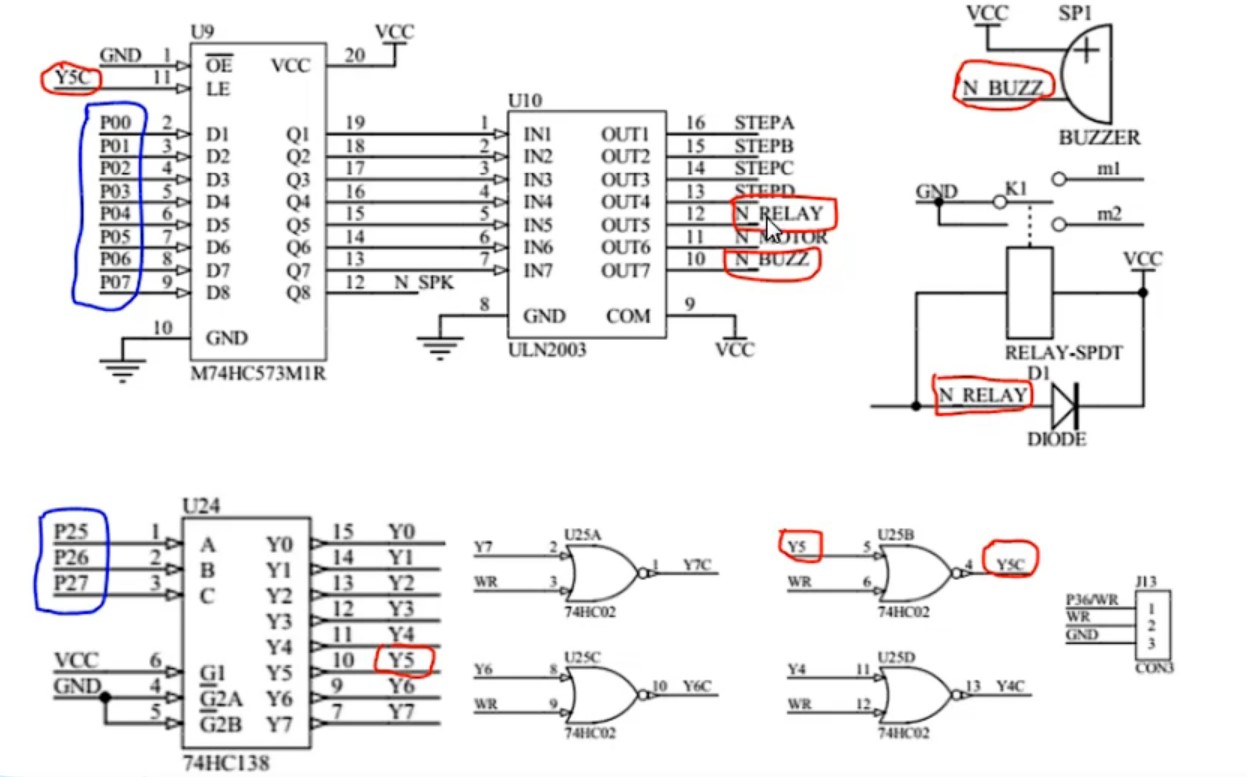 U9
GND 1 OE VCC 20 VCC
Y5C 11 LE
P00 2 D1 Q1 19
P01 3 D2 Q2 18
P02 4 D3 Q3 17
P03 5 D4 Q4 16
P04 6 D5 Q5 15
P05 7 D6 Q6 14
P06 8 D7 Q7 13
P07 9 D8 Q8 12 N_SPK
10 GND
M74HC573M1R
U10
1 IN1 OUT1 16 STEPA
2 IN2 OUT2 15 STEPB
3 IN3 OUT3 14 STEPC
4 IN4 OUT4 13 STEPD
5 IN5 OUT5 12 N_RELAY
6 IN6 OUT6 11 N_MOTOR
7 IN7 OUT7 10 N_BUZZ
8 GND COM 9
ULN2003 VCC
VCC SP1
N_BUZZ
BUZZER
m1
GND K1
m2
VCC
RELAY-SPDT
D1
N_RELAY
DIODE
U24
P25 1 A Y0 15 Y0
P26 2 B Y1 14 Y1
P27 3 C Y2 13 Y2
Y3 12 Y3
Y4 11 Y4
VCC 6 G1 Y5 10 Y5
GND 4 G2A Y6 9 Y6
5 G2B Y7 7 Y7
74HC138
U25A
Y7 2
1 Y7C
WR 3
74HC02
U25B
Y5 5
4 Y5C
WR 6
74HC02
U25C
Y6 8
10 Y6C
WR 9
74HC02
U25D
Y4 11
13 Y4C
WR 12
74HC02
J13
P36/WR 1
WR 2
GND 3
CON3